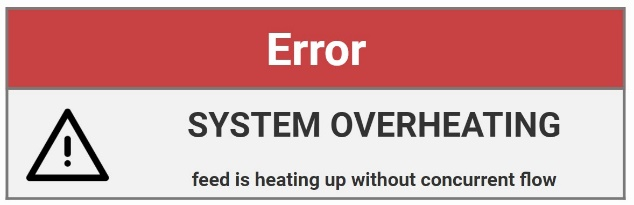 Error
SYSTEM OVERHEATING
feed is heating up without concurrent flow